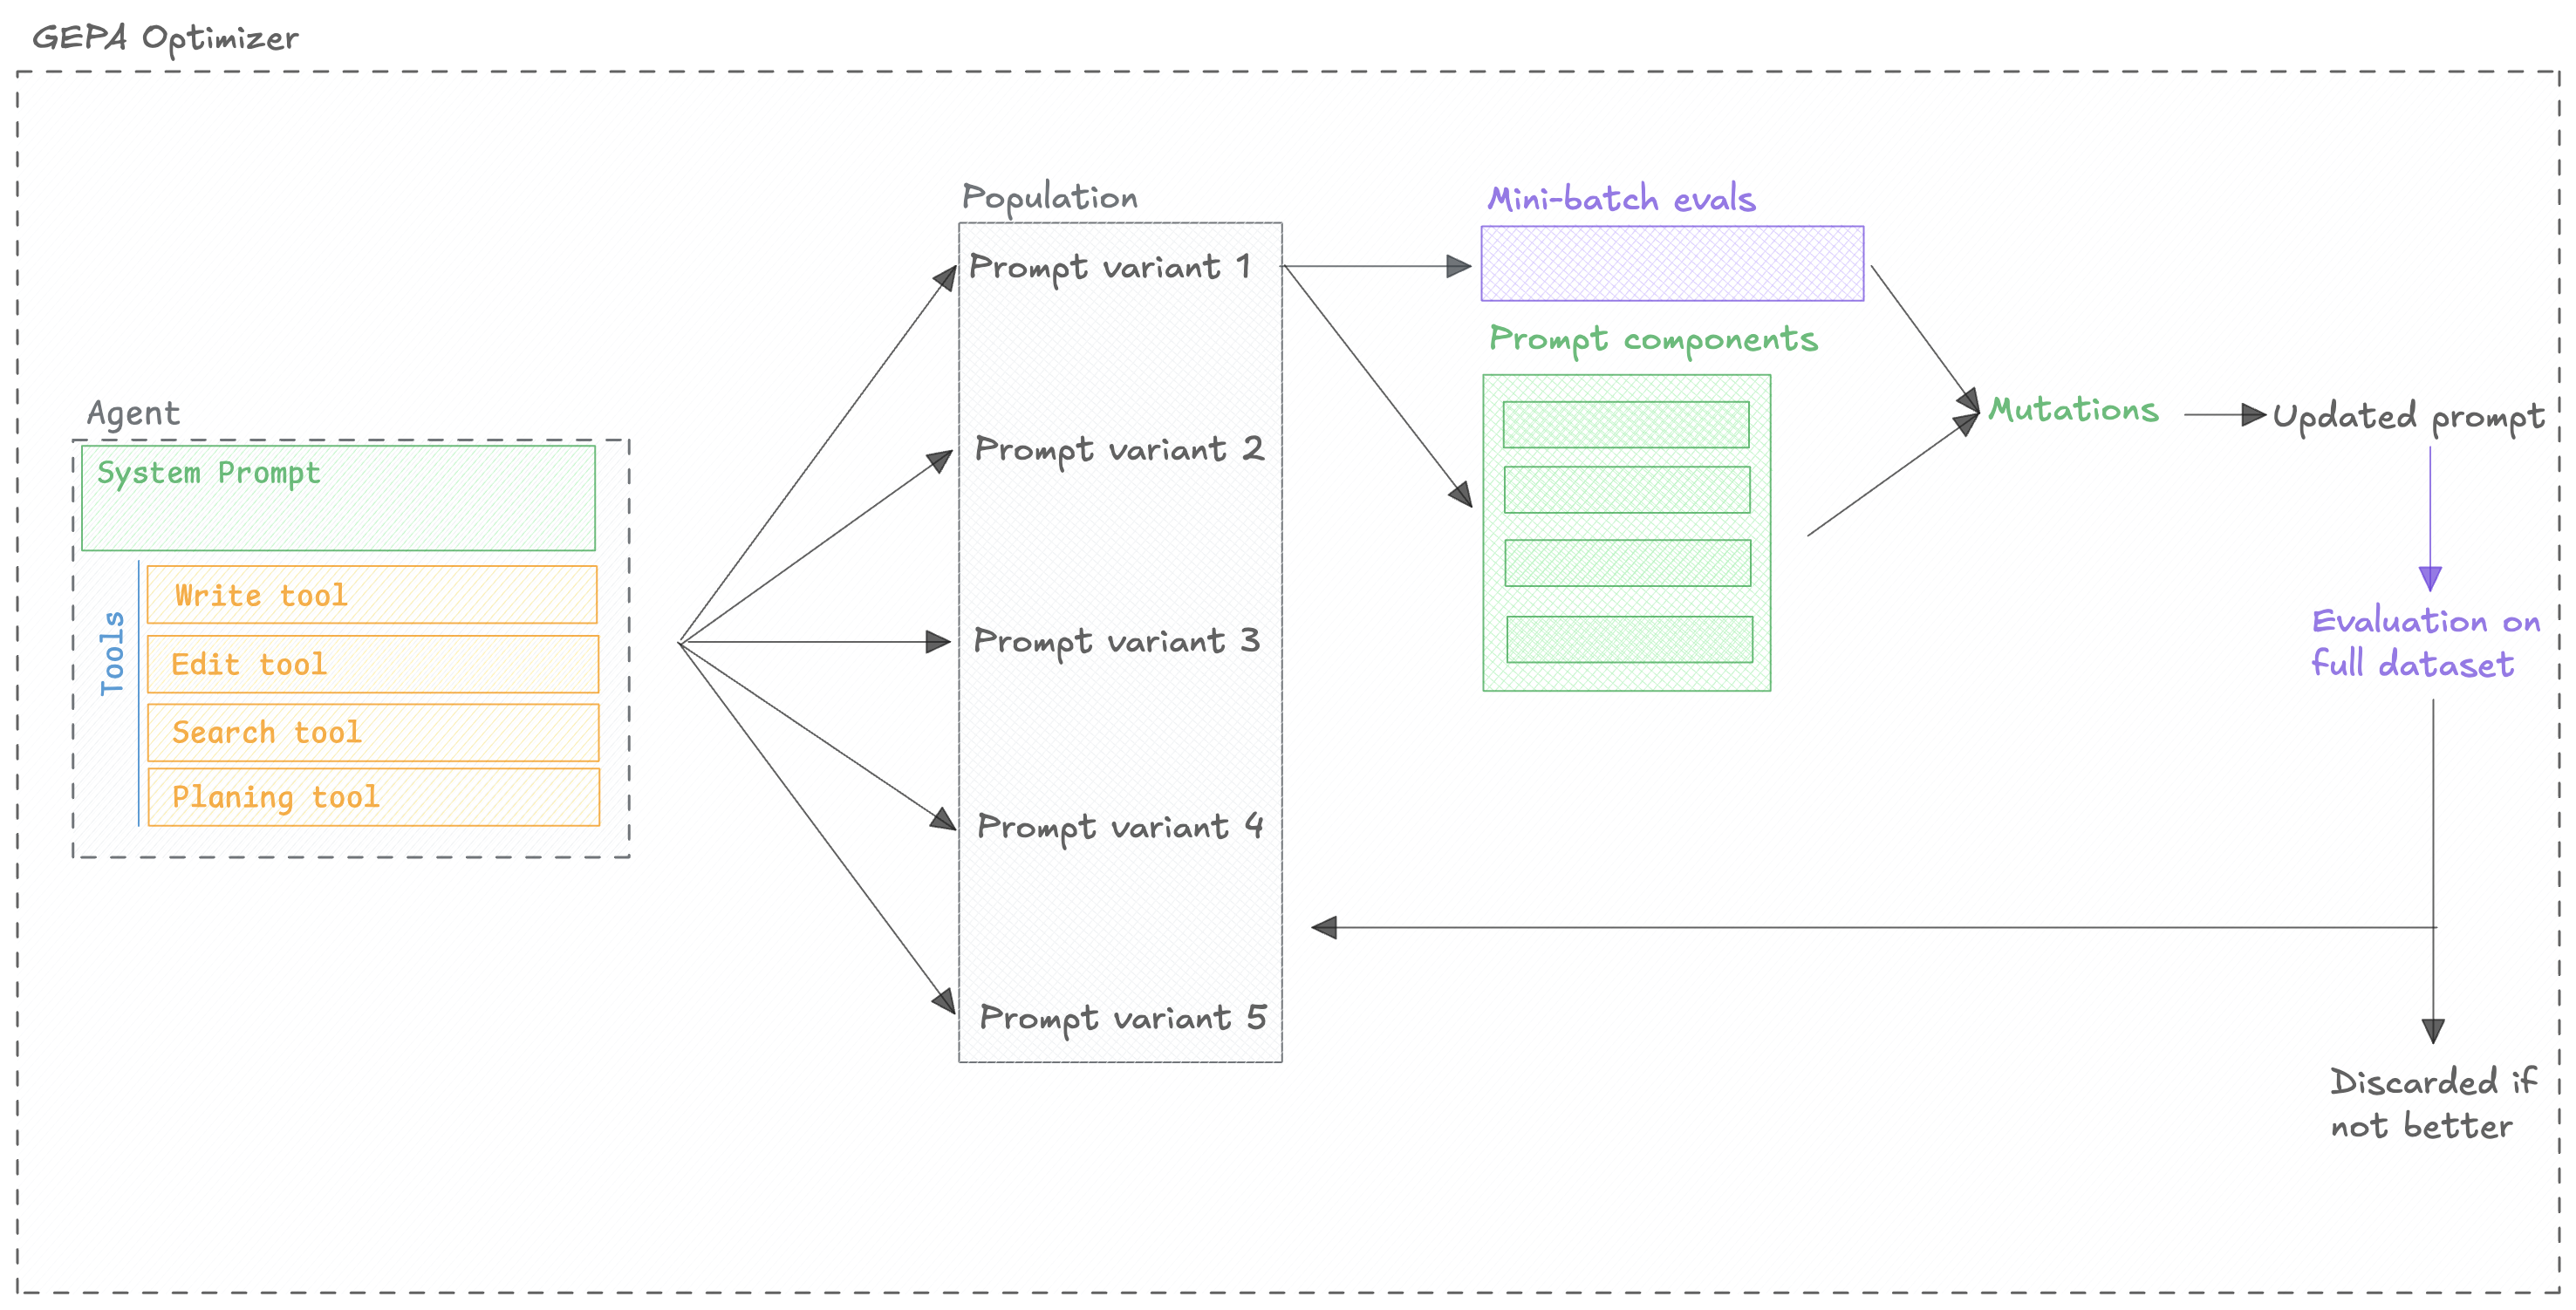 GEPA Optimizer
Agent
System Prompt
Tools
Write tool
Edit tool
Search tool
Planing tool
Population
Prompt variant 1
Prompt variant 2
Prompt variant 3
Prompt variant 4
Prompt variant 5
Mini-batch evals
Prompt components
Mutations
Updated prompt
Evaluation on
full dataset
Discarded if
not better